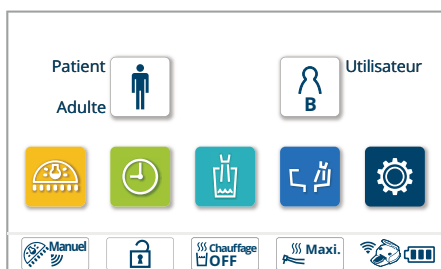 Patient
Utilisateur
Adulte
B
Manuel
Chauffage
OFF
Maxi.